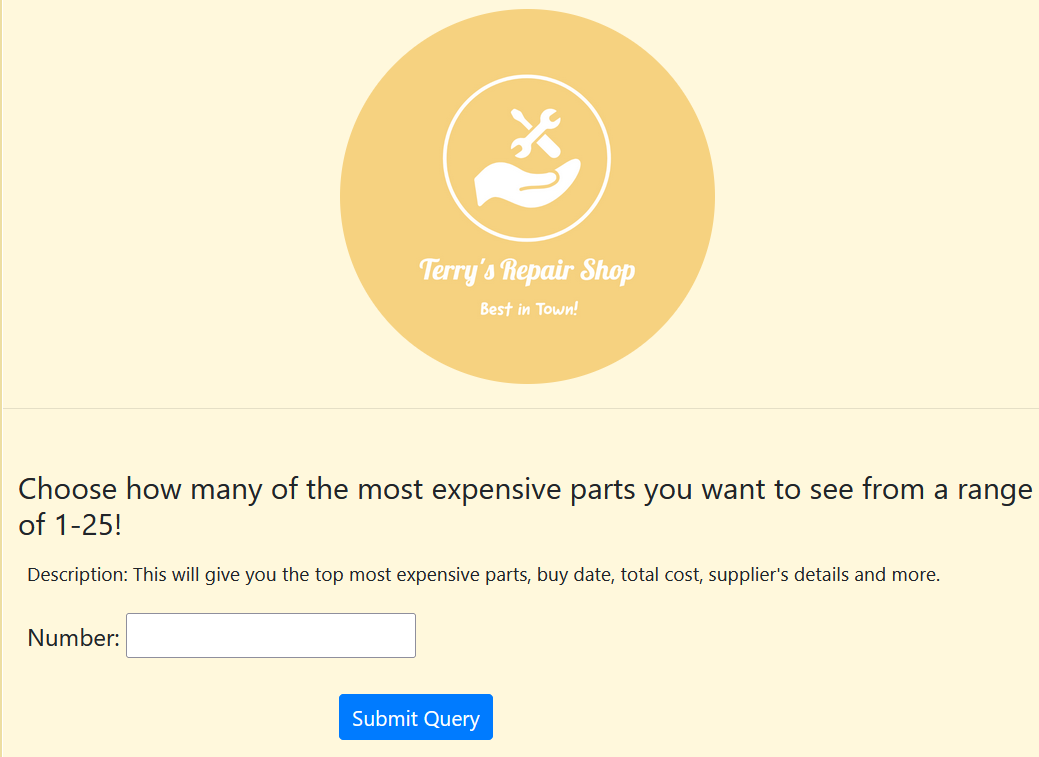 Terry's Repair Shop
Best in Town!
Choose how many of the most expensive parts you want to see from a range
of 1-25!
Description: This will give you the top most expensive parts, buy date, total cost, supplier's details and more.
Number:
Submit Query